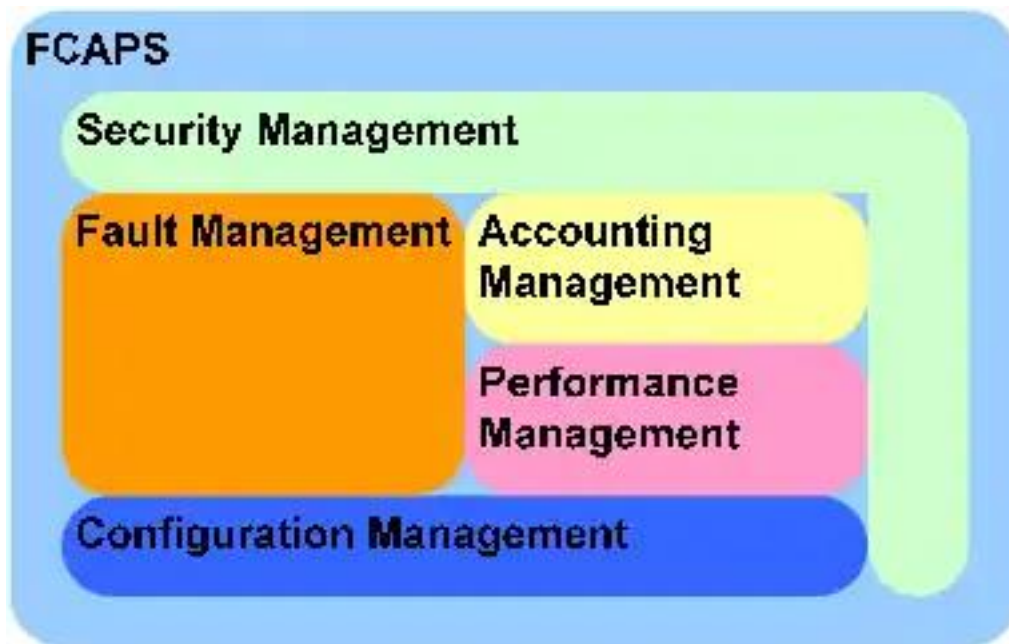 FCAPS
Security Management
Fault Management
Accounting
Management
Performance
Management
Configuration Management